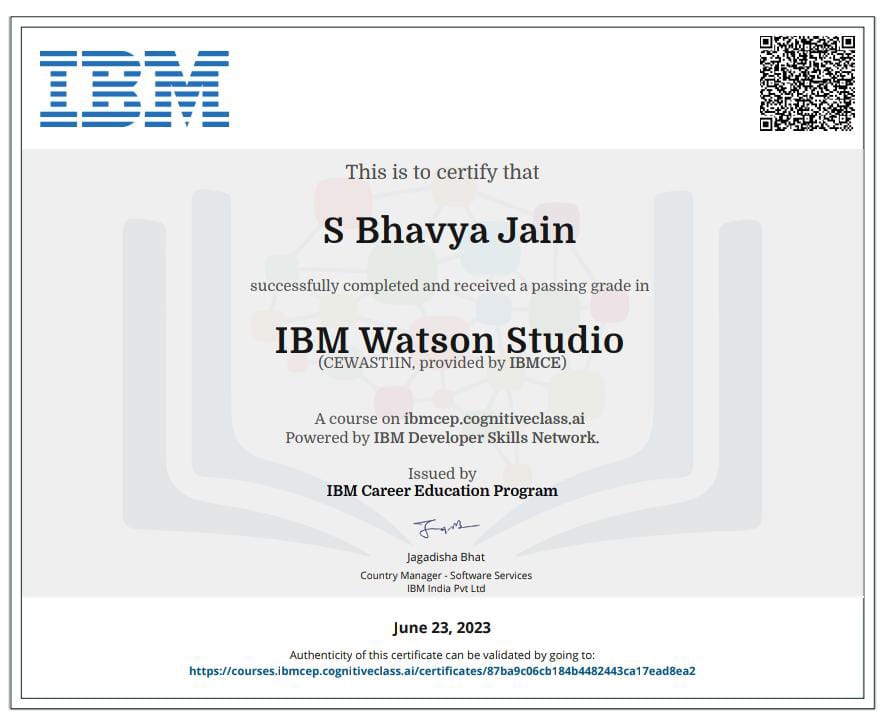 IBM
This is to certify that
S Bhavya Jain
successfully completed and received a passing grade in
IBM Watson Studio
(CEWAST1IN, provided by IBMCE)
A course on ibmcep.cognitiveclass.ai
Powered by IBM Developer Skills Network.
Issued by
IBM Career Education Program
Jagadisha Bhat
Country Manager - Software Services
IBM India Pvt Ltd
June 23, 2023
Authenticity of this certificate can be validated by going to:
https://courses.ibmcep.cognitiveclass.ai/certificates/87ba9c06cb184b4482443ca17ead8ea2